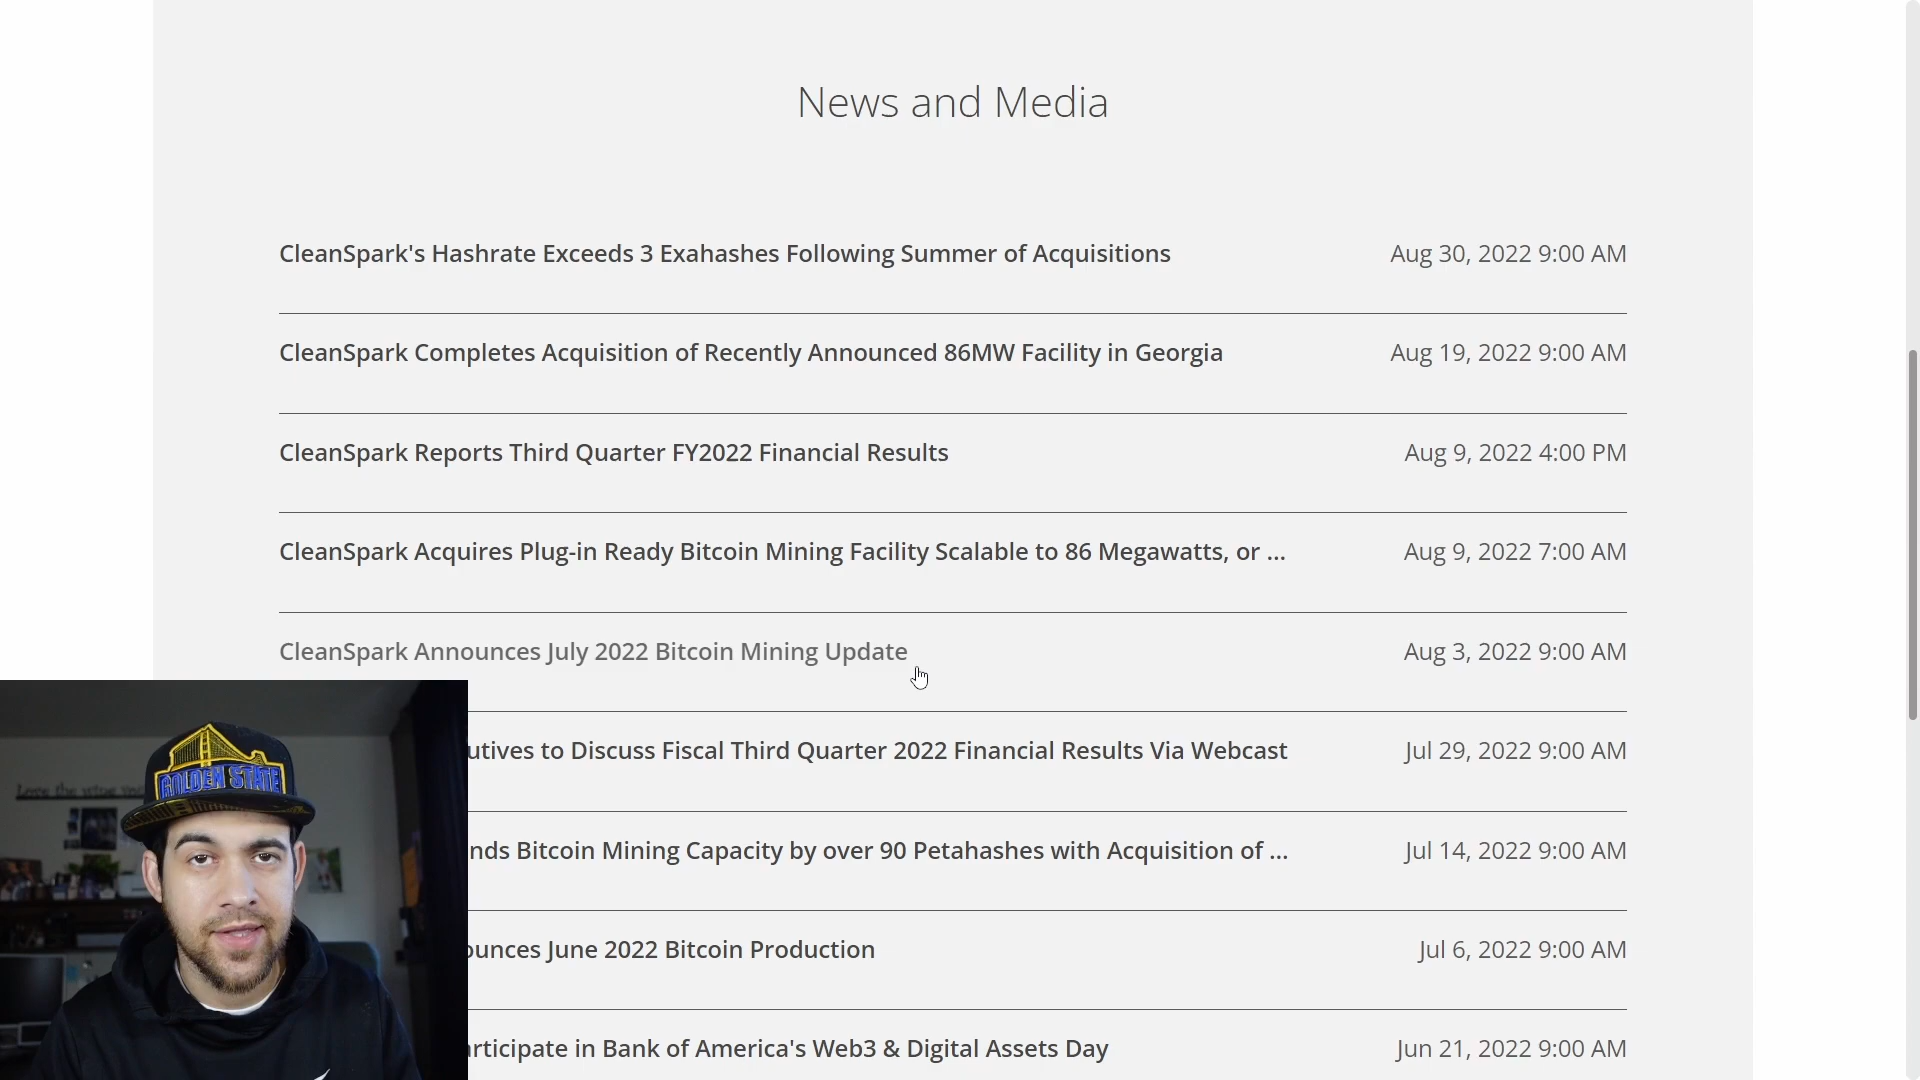 News and Media
CleanSpark's Hashrate Exceeds 3 Exahashes Following Summer of Acquisitions Aug 30, 2022 9:00 AM
CleanSpark Completes Acquisition of Recently Announced 86MW Facility in Georgia Aug 19, 2022 9:00 AM
CleanSpark Reports Third Quarter FY2022 Financial Results Aug 9, 2022 4:00 PM
CleanSpark Acquires Plug-in Ready Bitcoin Mining Facility Scalable to 86 Megawatts, or ... Aug 9, 2022 7:00 AM
CleanSpark Announces July 2022 Bitcoin Mining Update Aug 3, 2022 9:00 AM
utives to Discuss Fiscal Third Quarter 2022 Financial Results Via Webcast Jul 29, 2022 9:00 AM
nds Bitcoin Mining Capacity by over 90 Petahashes with Acquisition of ... Jul 14, 2022 9:00 AM
ounces June 2022 Bitcoin Production Jul 6, 2022 9:00 AM
articipate in Bank of America's Web3 & Digital Assets Day Jun 21, 2022 9:00 AM
GOLDEN STATE